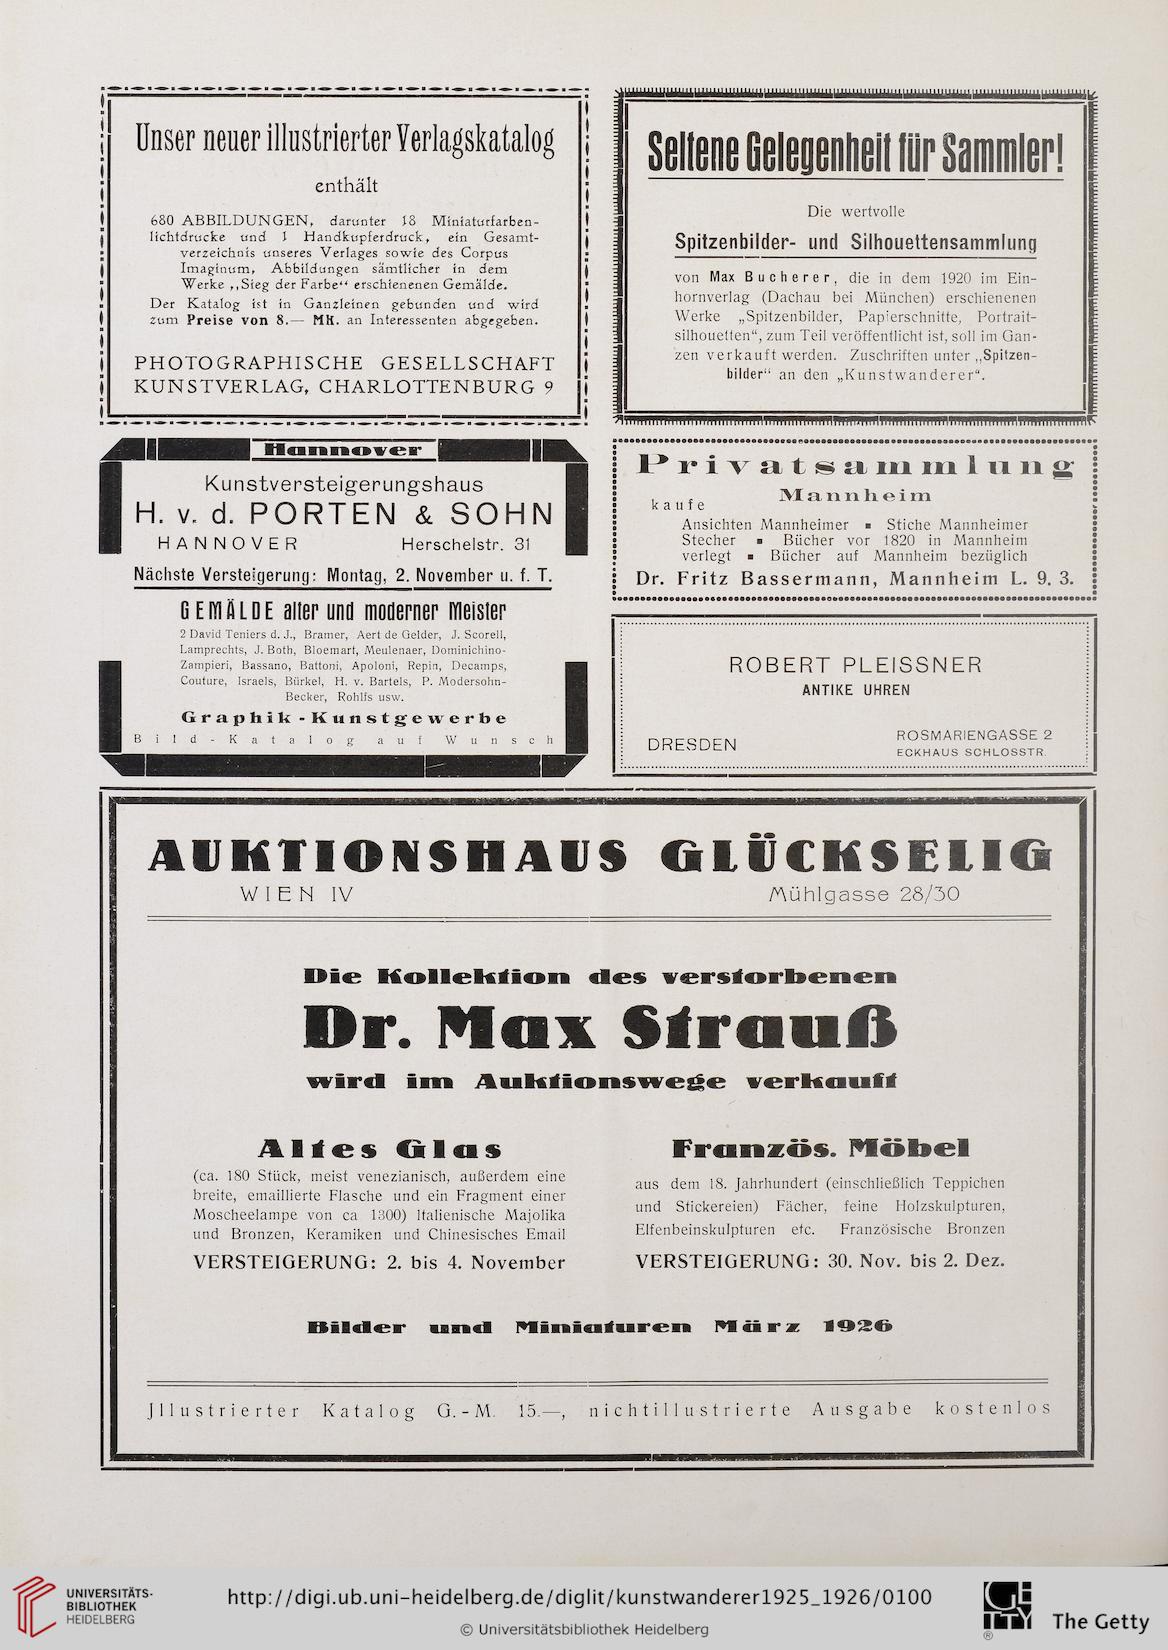 Unser neuer illustrierter Verlagskatalog
enthält
680 ABBILDUNGEN, darunter 18 Miniaturfarben-
lichtdrucke und 1 Handkupferdruck, ein Gesamt-
verzeichnis unseres Verlages sowie des Corpus
Imaginum, Abbildungen sämtlicher in dem
Werke ,,Sieg der Farbe“ erschienenen Gemälde.
Der Katalog ist in Ganzleinen gebunden und wird
zum Preise von 8.— MK. an Interessenten abgegeben.
PHOTOGRAPHISCHE GESELLSCHAFT
KUNSTVERLAG, CHARLOTTENBURG 9
Seltene Gelegenheit für Sammler!
Die wertvolle
Spitzenbilder- und Silhouettensammlung
von Max Bucherer, die in dem 1920 im Ein-
hornverlag (Dachau bei München) erschienenen
Werke „Spitzenbilder, Papierschnitte, Portrait-
silhouetten“, zum Teil veröffentlicht ist, soll im Gan-
zen verkauft werden. Zuschriften unter „Spitzen-
bilder“ an den „Kunstwanderer“.
Hannover
Kunstversteigerungshaus
H. v. d. PORTEN & SOHN
HANNOVER Herschelstr. 31
Nächste Versteigerung: Montag, 2. November u. f. T.
GEMÄLDE alter und moderner Meister
2 David Teniers d. J., Bramer, Aert de Gelder, J. Scorell,
Lamprechts, J. Both, Bloemart, Meulenaer, Dominichino-
Zampieri, Bassano, Battoni, Apoloni, Repin, Decamps,
Couture, Israels, Bürkel, H. v. Bartels, P. Modersohn-
Becker, Rohlfs usw.
Graphik - Kunstgewerbe
Bild-Katalog auf Wunsch
Privatsammlung
Mannheim
kaufe
Ansichten Mannheimer ▪ Stiche Mannheimer
Stecher ▪ Bücher vor 1820 in Mannheim
verlegt ▪ Bücher auf Mannheim bezüglich
Dr. Fritz Bassermann, Mannheim L. 9. 3.
ROBERT PLEISSNER
ANTIKE UHREN
DRESDEN
ROSMARIENGASSE 2
ECKHAUS SCHLOSSTR.
AUKTIONSHAUS GLÜCKSELIG
WIEN IV Mühlgasse 28/30
Die Kollektion des verstorbenen
Dr. Max Strauß
wird im Auktionswege verkauft
Altes Glas
(ca. 180 Stück, meist venezianisch, außerdem eine
breite, emaillierte Flasche und ein Fragment einer
Moscheelampe von ca 1300) Italienische Majolika
und Bronzen, Keramiken und Chinesisches Email
VERSTEIGERUNG: 2. bis 4. November
Französ. Möbel
aus dem 18. Jahrhundert (einschließlich Teppichen
und Stickereien) Fächer, feine Holzskulpturen,
Elfenbeinskulpturen etc. Französische Bronzen
VERSTEIGERUNG: 30. Nov. bis 2. Dez.
Bilder und Miniaturen März 1926
Jllustrierter Katalog G.-M. 15.—, nichtillustrierte Ausgabe kostenlos
UNIVERSITÄTS-
BIBLIOTHEK
HEIDELBERG
http://digi.ub.uni-heidelberg.de/diglit/kunstwanderer1925_1926/0100
© Universitätsbibliothek Heidelberg
GETTY
®
The Getty